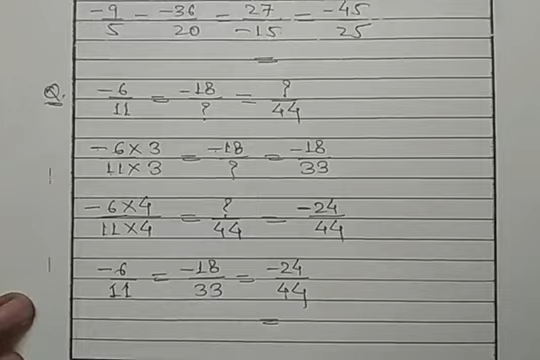 -9/5 = -36/20 = 27/-15 = -45/25
Q. -6/11 = -18/? = ?/44
-6×3/11×3 = -18/? = -18/33
-6×4/11×4 = ?/44 = -24/44
-6/11 = -18/33 = -24/44